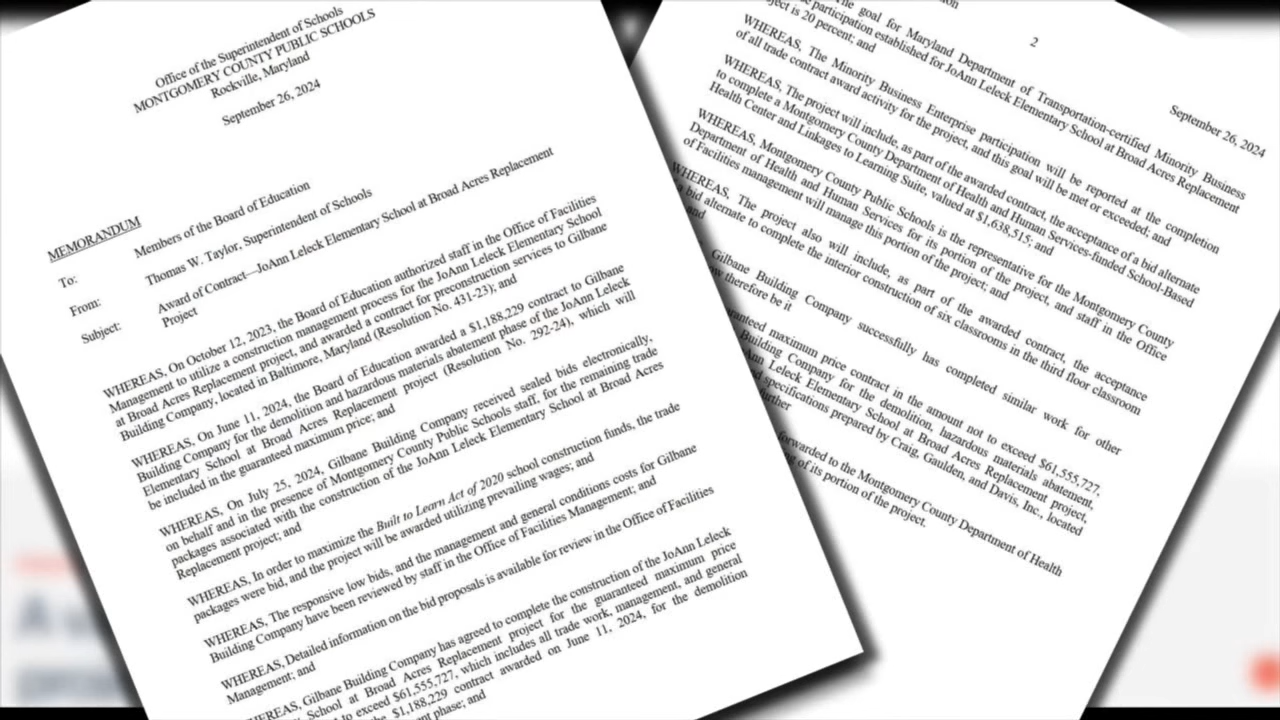 Office of the Superintendent of Schools
MONTGOMERY COUNTY PUBLIC SCHOOLS
Rockville, Maryland
September 26, 2024
MEMORANDUM
To: Members of the Board of Education
From: Thomas W. Taylor, Superintendent of Schools
Subject: Award of Contract—JoAnn Leleck Elementary School at Broad Acres Replacement
Project
WHEREAS, On October 12, 2023, the Board of Education authorized staff in the Office of Facilities
Management to utilize a construction management process for the JoAnn Leleck Elementary School
at Broad Acres Replacement project, and awarded a contract for preconstruction services to Gilbane
Building Company, located in Baltimore, Maryland (Resolution No. 431-23); and
WHEREAS, On June 11, 2024, the Board of Education awarded a $1,188,229 contract to Gilbane
Building Company for the demolition and hazardous materials abatement phase of the JoAnn Leleck
Elementary School at Broad Acres Replacement project (Resolution No. 292-24), which will
be included in the guaranteed maximum price; and
WHEREAS, On July 25, 2024, Gilbane Building Company received sealed bids electronically,
on behalf and in the presence of Montgomery County Public Schools staff, for the remaining trade
packages associated with the construction of the JoAnn Leleck Elementary School at Broad Acres
Replacement project; and
WHEREAS, In order to maximize the Built to Learn Act of 2020 school construction funds, the trade
packages were bid, and the project will be awarded utilizing prevailing wages; and
WHEREAS, The responsive low bids, and the management and general conditions costs for Gilbane
Building Company have been reviewed by staff in the Office of Facilities Management; and
WHEREAS, Detailed information on the bid proposals is available for review in the Office of Facilities
Management; and
WHEREAS, Gilbane Building Company has agreed to complete the construction of the JoAnn Leleck
School at Broad Acres Replacement project for the guaranteed maximum price
to exceed $61,555,727, which includes all trade work, management, and general
the $1,188,229 contract awarded on June 11, 2024, for the demolition
phase; and
2
September 26, 2024
The goal for Maryland Department of Transportation-certified Minority Business
participation established for JoAnn Leleck Elementary School at Broad Acres Replacement
is 20 percent; and
WHEREAS, The Minority Business Enterprise participation will be reported at the completion
of all trade contract award activity for the project, and this goal will be met or exceeded; and
WHEREAS, The project will include, as part of the awarded contract, the acceptance of a bid alternate
to complete a Montgomery County Department of Health and Human Services-funded School-Based
Health Center and Linkages to Learning Suite, valued at $1,638,515; and
WHEREAS, Montgomery County Public Schools is the representative for the Montgomery County
Department of Health and Human Services for its portion of the project, and staff in the Office
of Facilities management will manage this portion of the project; and
WHEREAS, The project also will include, as part of the awarded contract, the acceptance
bid alternate to complete the interior construction of six classrooms in the third floor classroom
and
Gilbane Building Company successfully has completed similar work for other
therefore be it
maximum price contract in the amount not to exceed $61,555,727,
Building Company for the demolition, hazardous materials abatement,
Leleck Elementary School at Broad Acres Replacement project,
specifications prepared by Craig, Gaulden, and Davis, Inc., located
further
forwarded to the Montgomery County Department of Health
of its portion of the project.